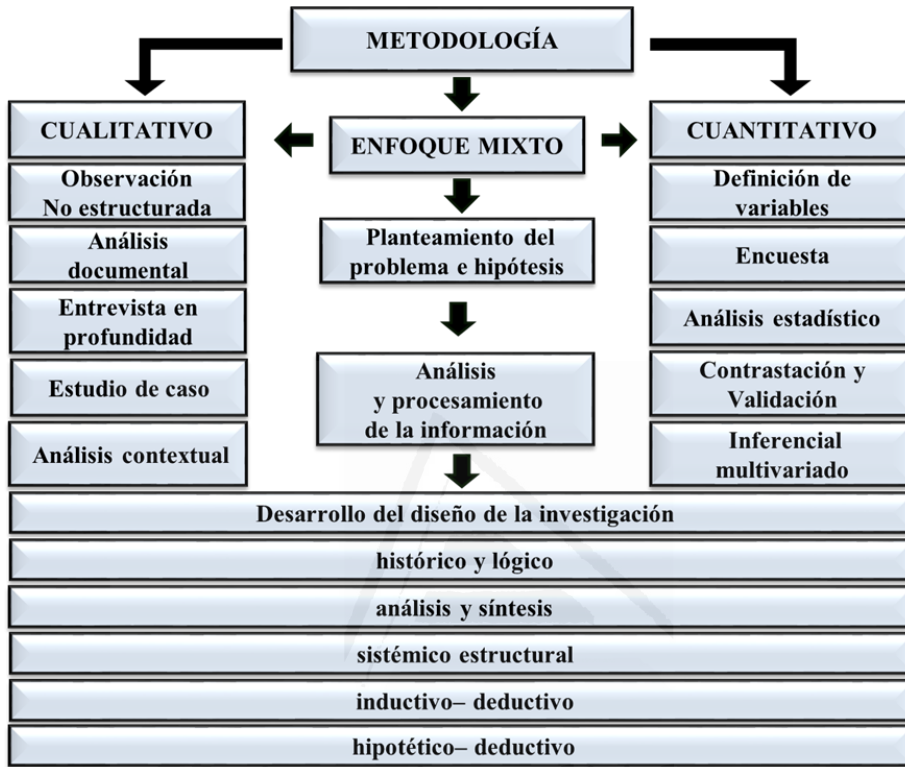 METODOLOGÍA
CUALITATIVO
Observación
No estructurada
Análisis
documental
Entrevista en
profundidad
Estudio de caso
Análisis contextual
ENFOQUE MIXTO
Planteamiento del
problema e hipótesis
Análisis
y procesamiento
de la información
CUANTITATIVO
Definición de
variables
Encuesta
Análisis estadístico
Contrastación y
Validación
Inferencial
multivariado
Desarrollo del diseño de la investigación
histórico y lógico
análisis y síntesis
sistémico estructural
inductivo– deductivo
hipotético– deductivo